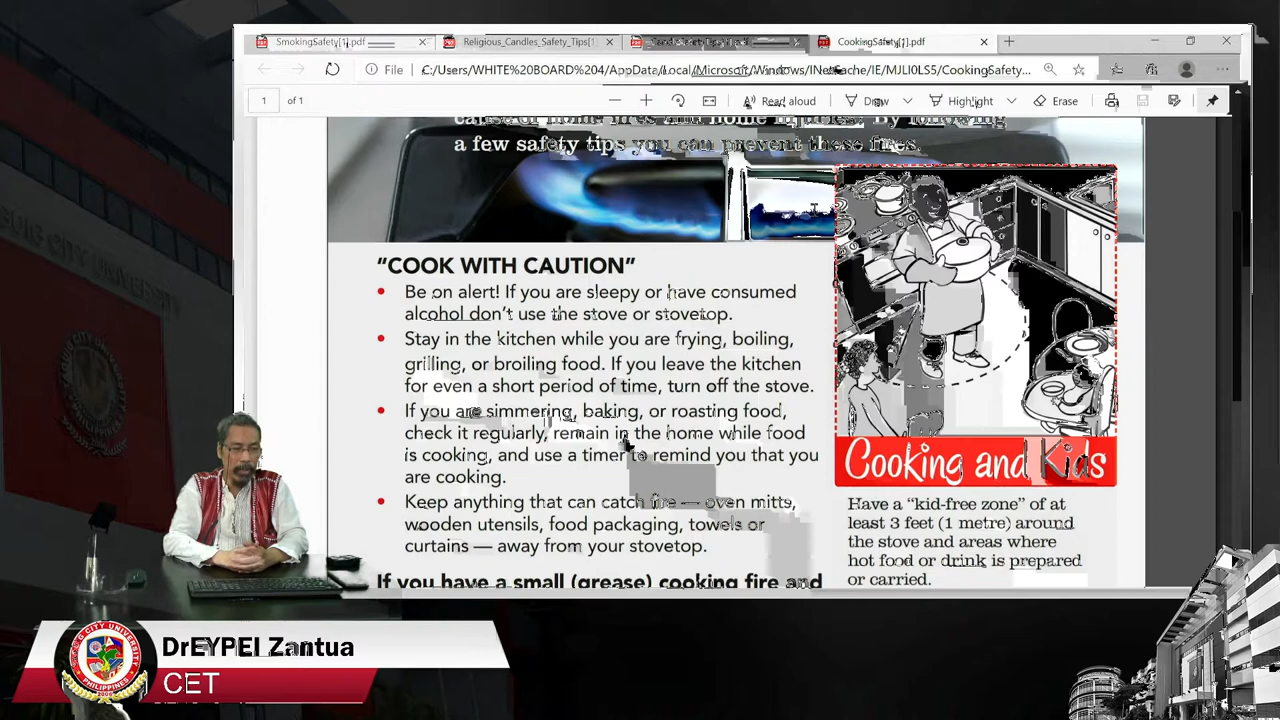 SmokingSafety[1].pdf
Religious_Candles_Safety_Tips[1]
CookingSafety[1].pdf
File
C:/Users/WHITE%20BOARD%204/AppData/Local/Microsoft/Windows/INetCache/IE/MJLI0LS5/CookingSafety...
1 of 1
Read aloud
Draw
Highlight
Erase
cause of home fires and home injuries. By following
a few safety tips you can prevent these fires.
"COOK WITH CAUTION"
• Be on alert! If you are sleepy or have consumed
alcohol don't use the stove or stovetop.
• Stay in the kitchen while you are frying, boiling,
grilling, or broiling food. If you leave the kitchen
for even a short period of time, turn off the stove.
• If you are simmering, baking, or roasting food,
check it regularly, remain in the home while food
is cooking, and use a timer to remind you that you
are cooking.
• Keep anything that can catch fire — oven mitts,
wooden utensils, food packaging, towels or
curtains — away from your stovetop.
If you have a small (grease) cooking fire and
Cooking and Kids
Have a "kid-free zone" of at
least 3 feet (1 metre) around
the stove and areas where
hot food or drink is prepared
or carried.
DrEYPEI Zantua
CET